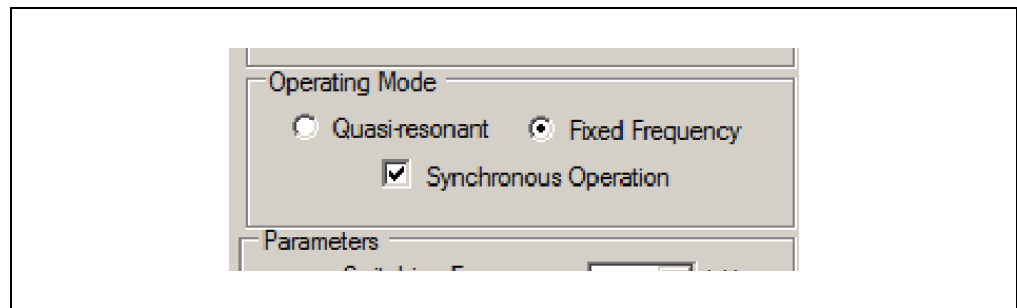 Operating Mode
Quasi-resonant Fixed Frequency
Synchronous Operation
Parameters